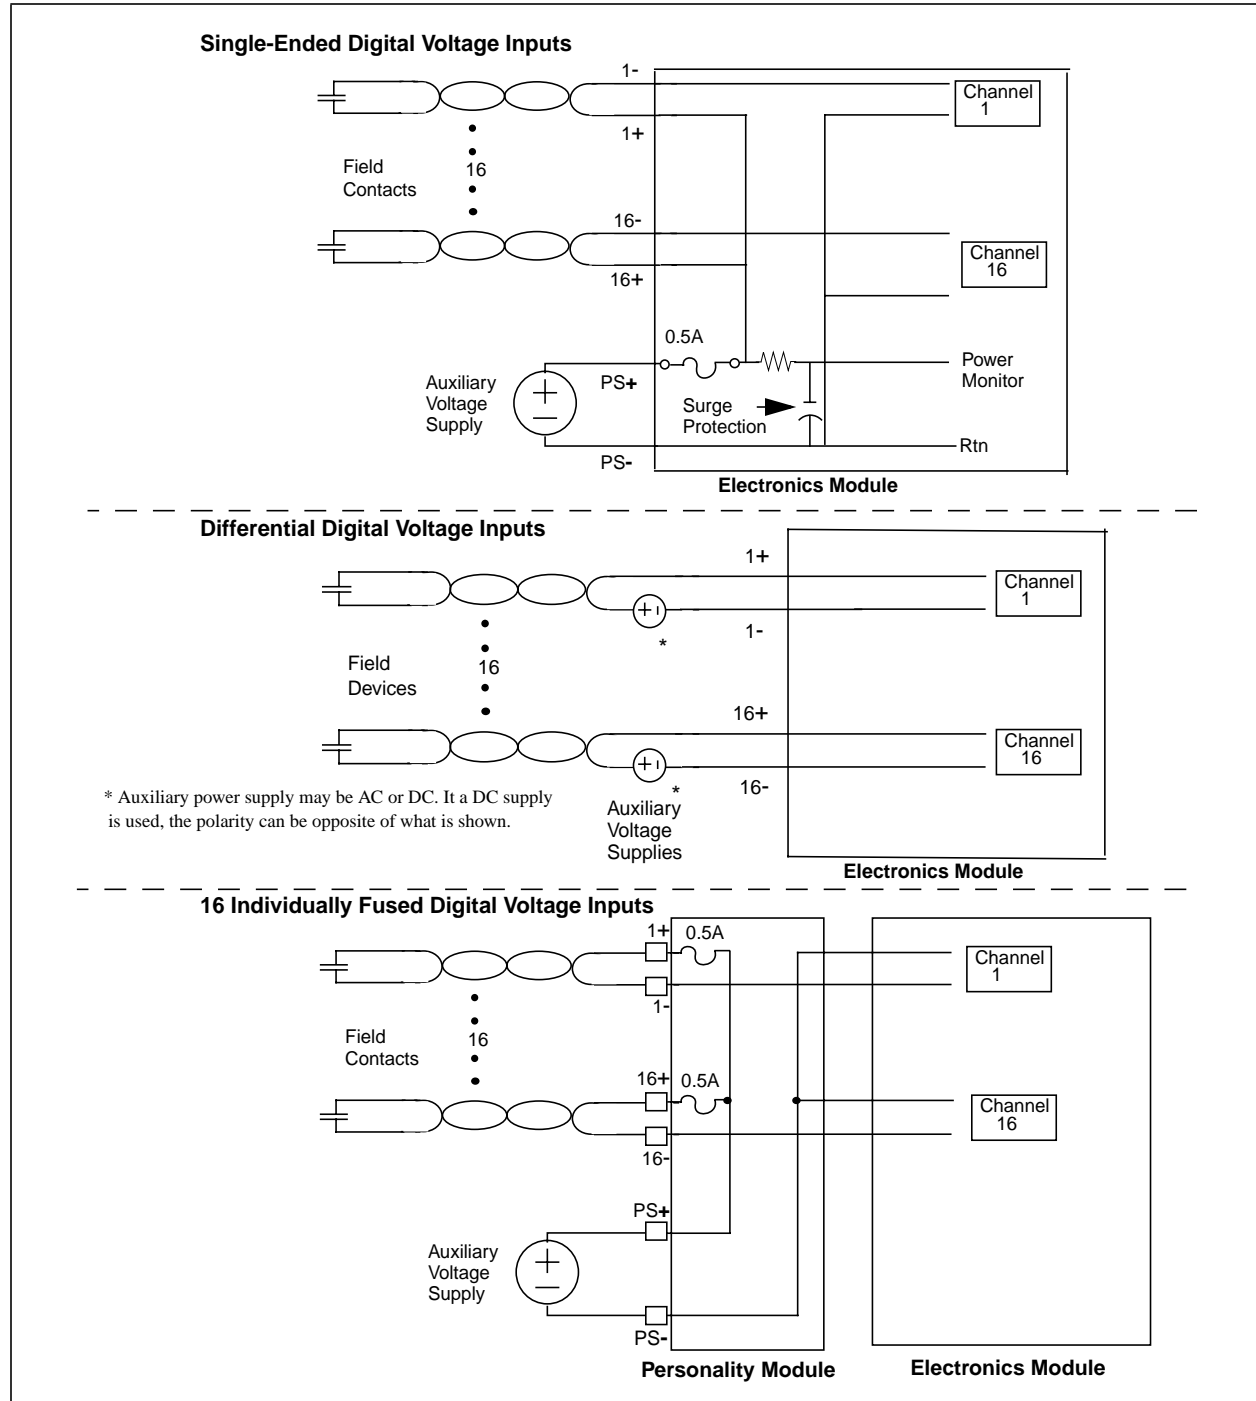 Single-Ended Digital Voltage Inputs
1-
Channel
1
1+
Field
Contacts
16
16-
Channel
16
16+
0.5A
Power
Monitor
Auxiliary
Voltage
Supply
PS+
Surge
Protection
Rtn
PS-
Electronics Module
Differential Digital Voltage Inputs
1+
Channel
1
1-
*
Field
Devices
16
16+
Channel
16
16-
*
* Auxiliary power supply may be AC or DC. It a DC supply
is used, the polarity can be opposite of what is shown.
Auxiliary
Voltage
Supplies
Electronics Module
16 Individually Fused Digital Voltage Inputs
1+
0.5A
Channel
1
1-
Field
Contacts
16
16+
0.5A
Channel
16
16-
PS+
Auxiliary
Voltage
Supply
PS-
Personality Module
Electronics Module